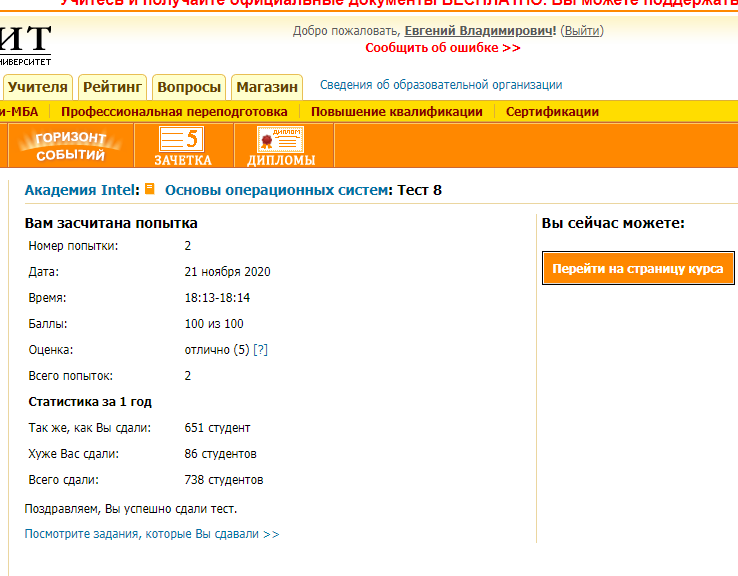 Учитесь и получайте официальные документы БЕСПЛАТНО. Вы можете поддержать
ИТ
НИВЕРСИТЕТ
Добро пожаловать, Евгений Владимирович! (Выйти)
Сообщить об ошибке >>
Учителя Рейтинг Вопросы Магазин Сведения об образовательной организации
и-МБА Профессиональная переподготовка Повышение квалификации Сертификации
ГОРИЗОНТ СОБЫТИЙ
5 ЗАЧЕТКА
ДИПЛОМ ДИПЛОМЫ
Академия Intel: Основы операционных систем: Тест 8
Вам засчитана попытка
Номер попытки: 2
Дата: 21 ноября 2020
Время: 18:13-18:14
Баллы: 100 из 100
Оценка: отлично (5) [?]
Всего попыток: 2
Статистика за 1 год
Так же, как Вы сдали: 651 студент
Хуже Вас сдали: 86 студентов
Всего сдали: 738 студентов
Поздравляем, Вы успешно сдали тест.
Посмотрите задания, которые Вы сдавали >>
Вы сейчас можете:
Перейти на страницу курса